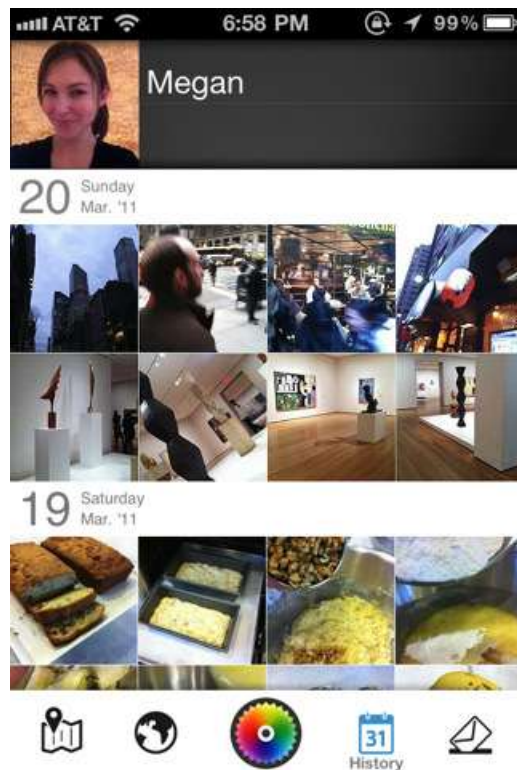 AT&T 6:58 PM 99%
Megan
20 Sunday
Mar. '11
19 Saturday
Mar. '11
31
History